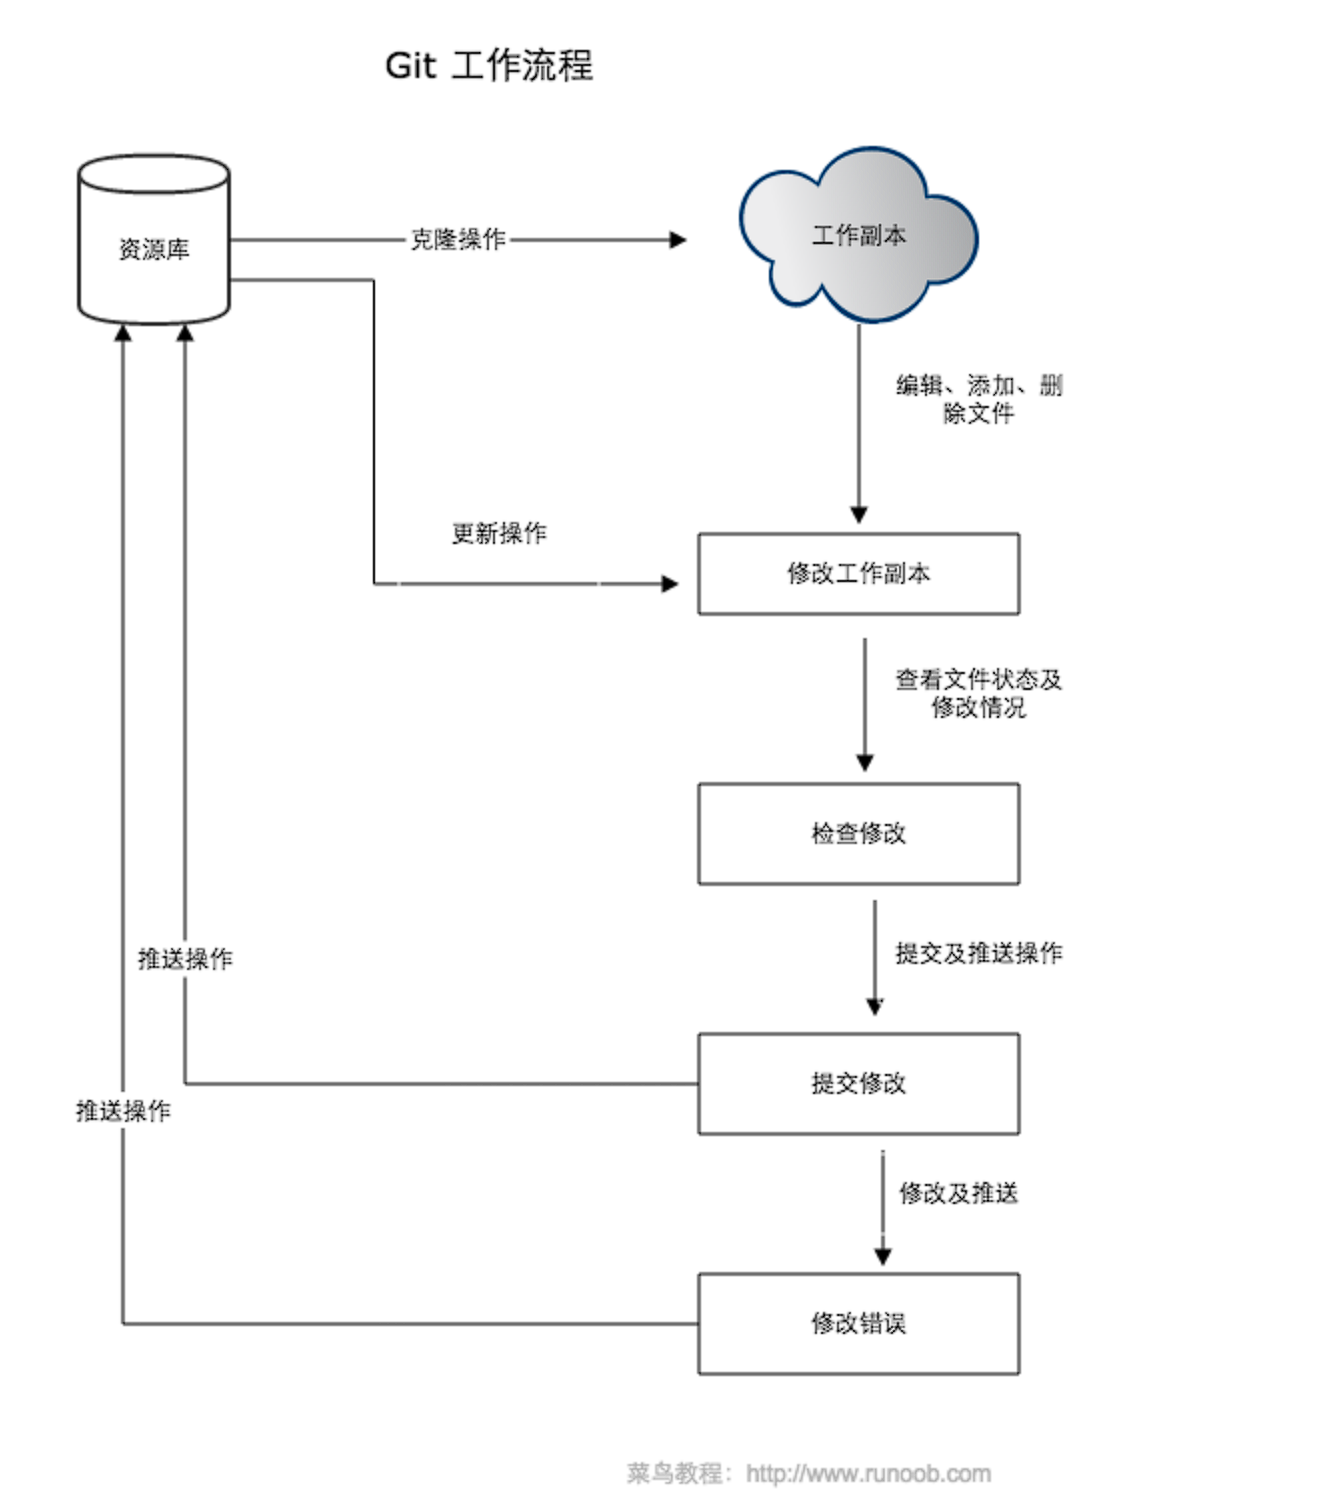 Git 工作流程
资源库
克隆操作
工作副本
编辑、添加、删
除文件
更新操作
修改工作副本
查看文件状态及
修改情况
检查修改
推送操作
提交及推送操作
提交修改
推送操作
修改及推送
修改错误
菜鸟教程：http://www.runoob.com